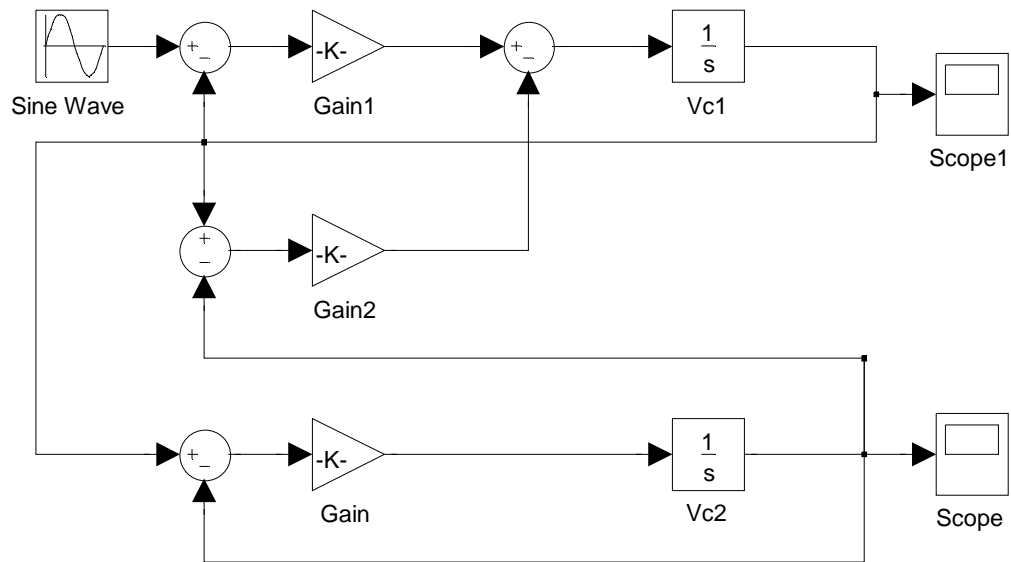 +
−
-K-
+
−
1
s
Sine Wave
Gain1
Vc1
Scope1
+
−
-K-
Gain2
+
−
-K-
1
s
Gain
Vc2
Scope